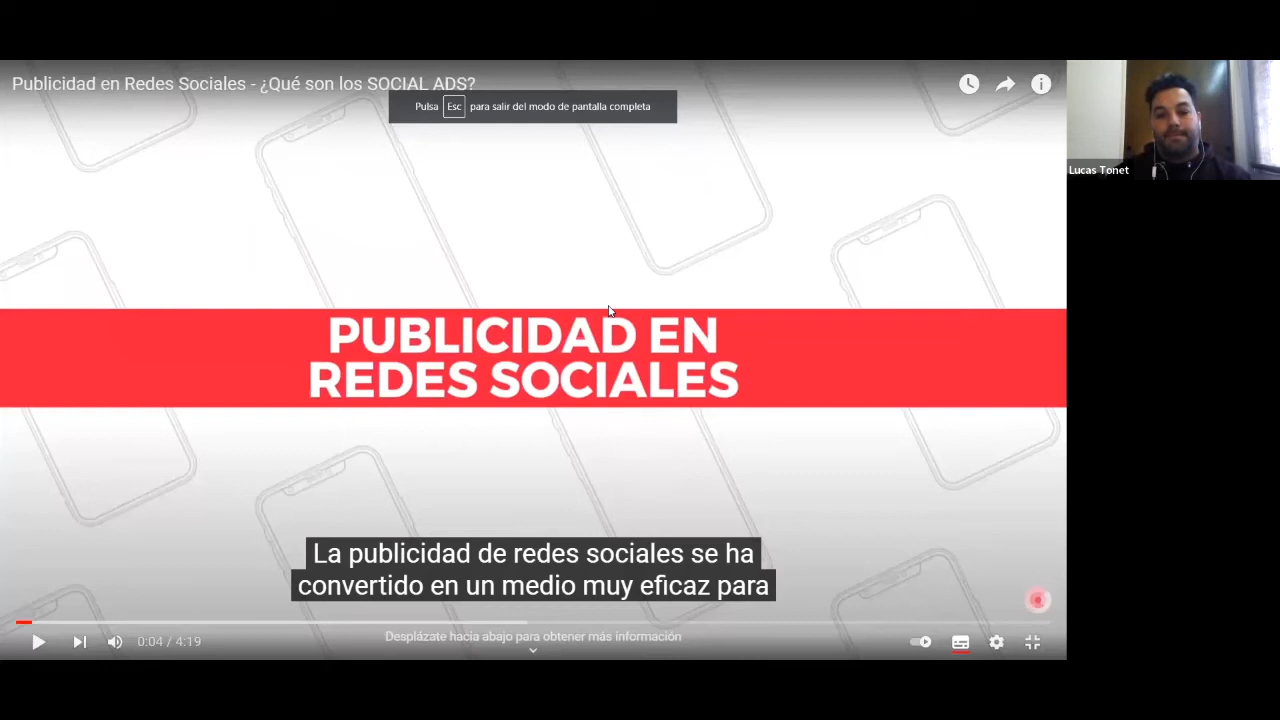 Publicidad en Redes Sociales - ¿Qué son los SOCIAL ADS?
Pulsa Esc para salir del modo de pantalla completa
Lucas Tonet
PUBLICIDAD EN
REDES SOCIALES
La publicidad de redes sociales se ha
convertido en un medio muy eficaz para
0:04 / 4:19
Desplázate hacia abajo para obtener más información